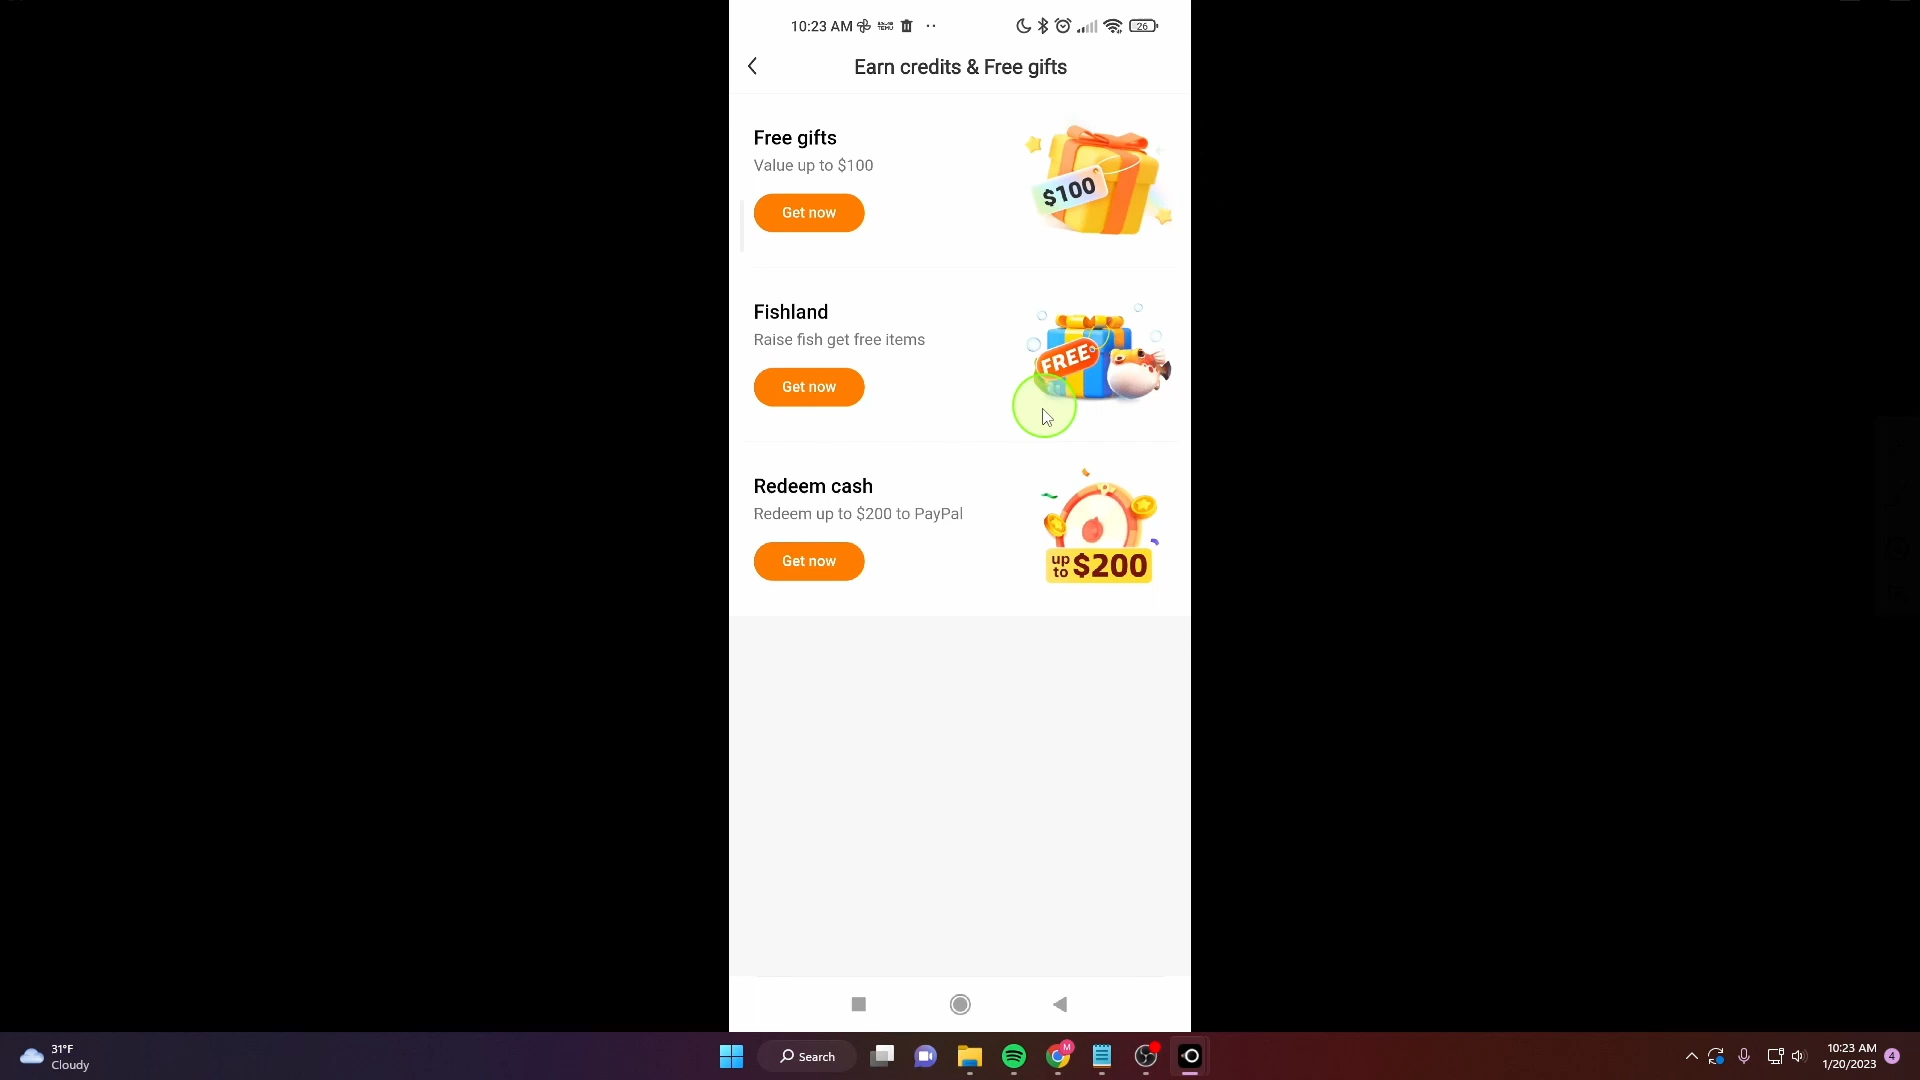 10:23 AM
26
Earn credits & Free gifts
Free gifts
Value up to $100
Get now
$100
Fishland
Raise fish get free items
Get now
FREE
Redeem cash
Redeem up to $200 to PayPal
Get now
up to $200
31°F
Cloudy
Search
M
10:23 AM
1/20/2023
4